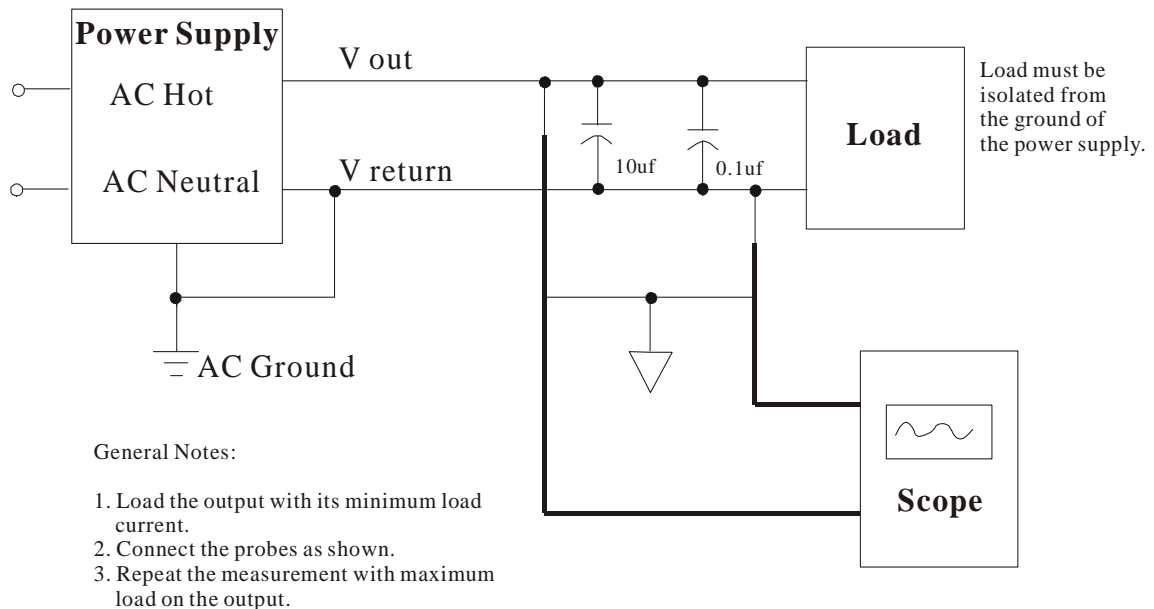 Power Supply
V out
AC Hot
AC Neutral
V return
10uf
0.1uf
Load
Load must be
isolated from
the ground of
the power supply.
AC Ground
Scope
General Notes:
1. Load the output with its minimum load
current.
2. Connect the probes as shown.
3. Repeat the measurement with maximum
load on the output.